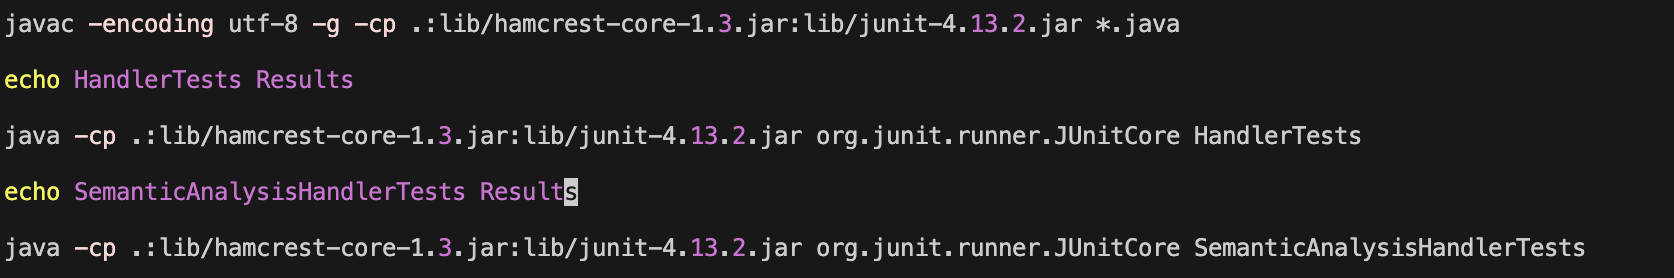 javac -encoding utf-8 -g -cp .:lib/hamcrest-core-1.3.jar:lib/junit-4.13.2.jar *.java
echo HandlerTests Results
java -cp .:lib/hamcrest-core-1.3.jar:lib/junit-4.13.2.jar org.junit.runner.JUnitCore HandlerTests
echo SemanticAnalysisHandlerTests Results
java -cp .:lib/hamcrest-core-1.3.jar:lib/junit-4.13.2.jar org.junit.runner.JUnitCore SemanticAnalysisHandlerTests